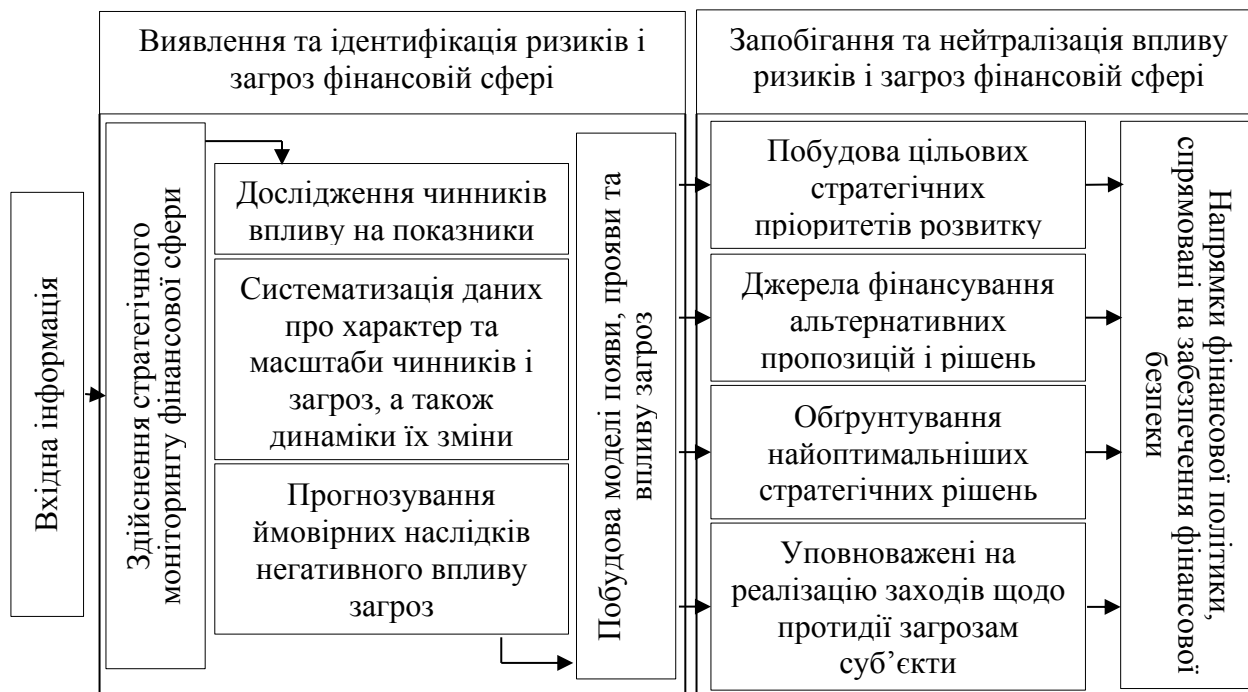 Виявлення та ідентифікація ризиків і
загроз фінансовій сфері
Запобігання та нейтралізація впливу
ризиків і загроз фінансовій сфері
Вхідна інформація
Здійснення стратегічного
моніторингу фінансової сфери
Дослідження чинників
впливу на показники
Систематизація даних
про характер та
масштаби чинників і
загроз, а також
динаміки їх зміни
Прогнозування
ймовірних наслідків
негативного впливу
загроз
Побудова моделі появи, прояви та
впливу загроз
Побудова цільових
стратегічних
пріоритетів розвитку
Джерела фінансування
альтернативних
пропозицій і рішень
Обґрунтування
найоптимальніших
стратегічних рішень
Уповноважені на
реалізацію заходів щодо
протидії загрозам
суб’єкти
Напрямки фінансової політики,
спрямовані на забезпечення фінансової
безпеки